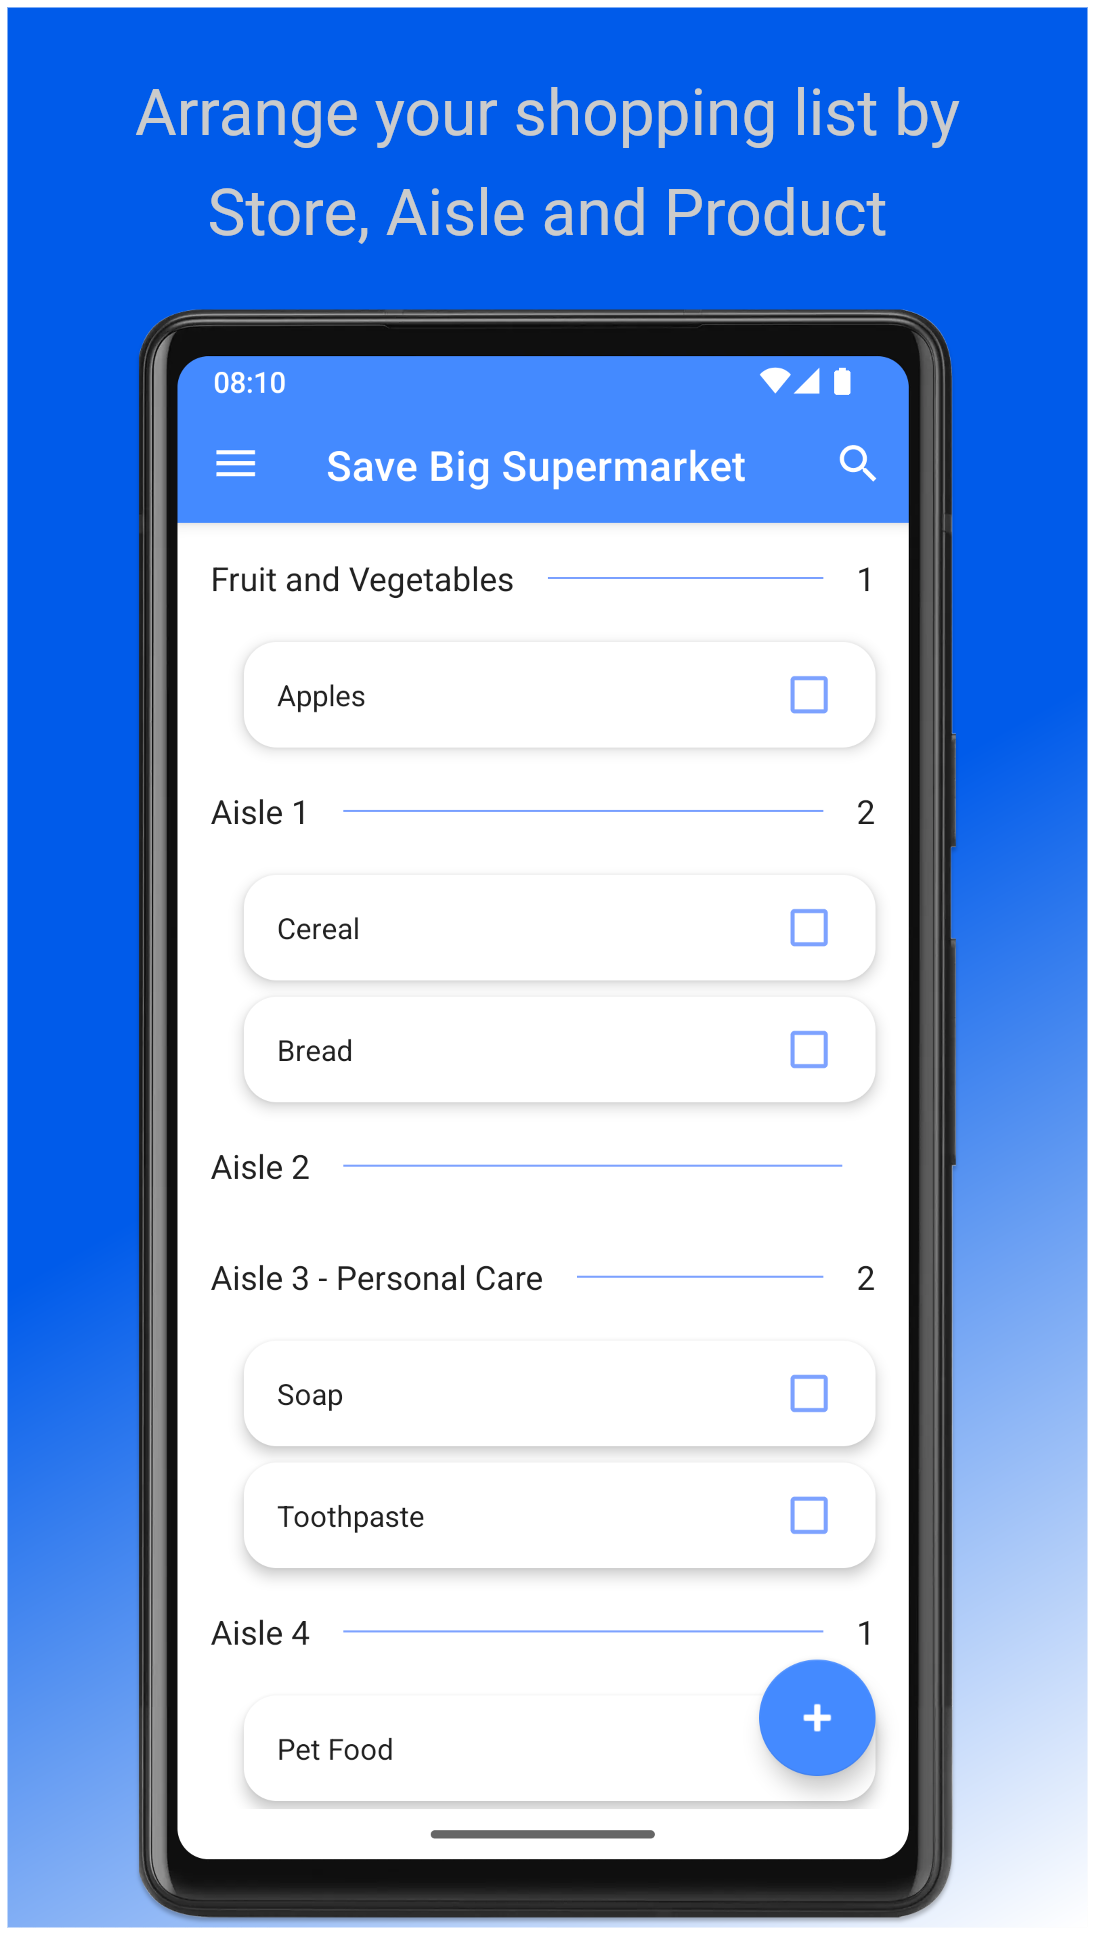 Arrange your shopping list by
Store, Aisle and Product
08:10
Save Big Supermarket
Fruit and Vegetables 1
Apples
Aisle 1 2
Cereal
Bread
Aisle 2
Aisle 3 - Personal Care 2
Soap
Toothpaste
Aisle 4 1
Pet Food